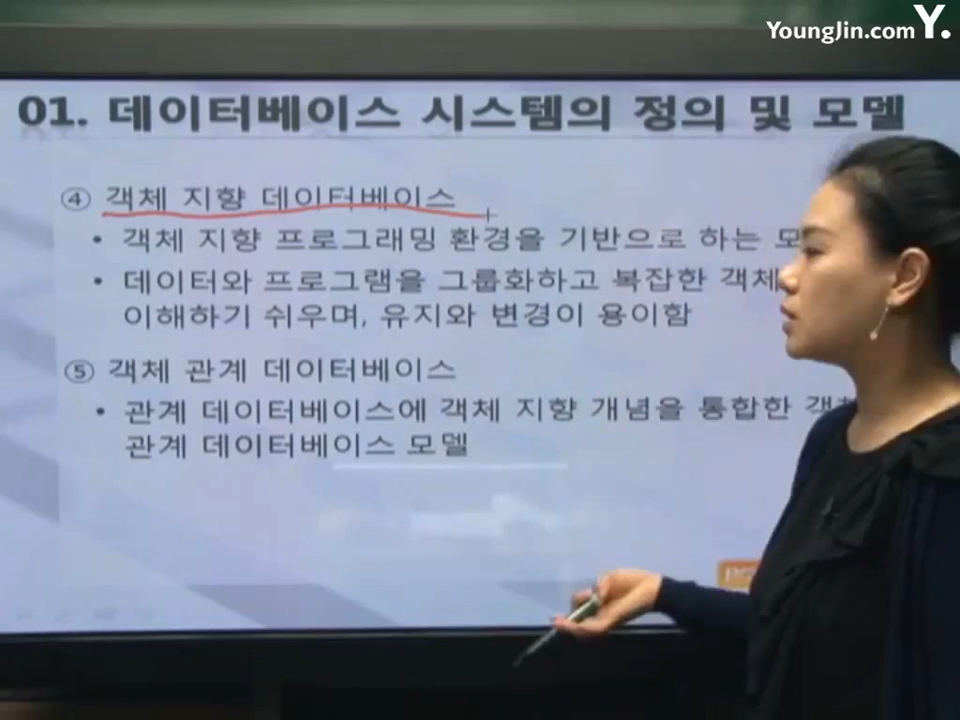 YoungJin.com Y.
01. 데이터베이스 시스템의 정의 및 모델
④ 객체 지향 데이터베이스
• 객체 지향 프로그래밍 환경을 기반으로 하는
• 데이터와 프로그램을 그룹화하고 복잡한 객체
이해하기 쉬우며, 유지와 변경이 용이함
⑤ 객체 관계 데이터베이스
• 관계 데이터베이스에 객체 지향 개념을 통합한
관계 데이터베이스 모델